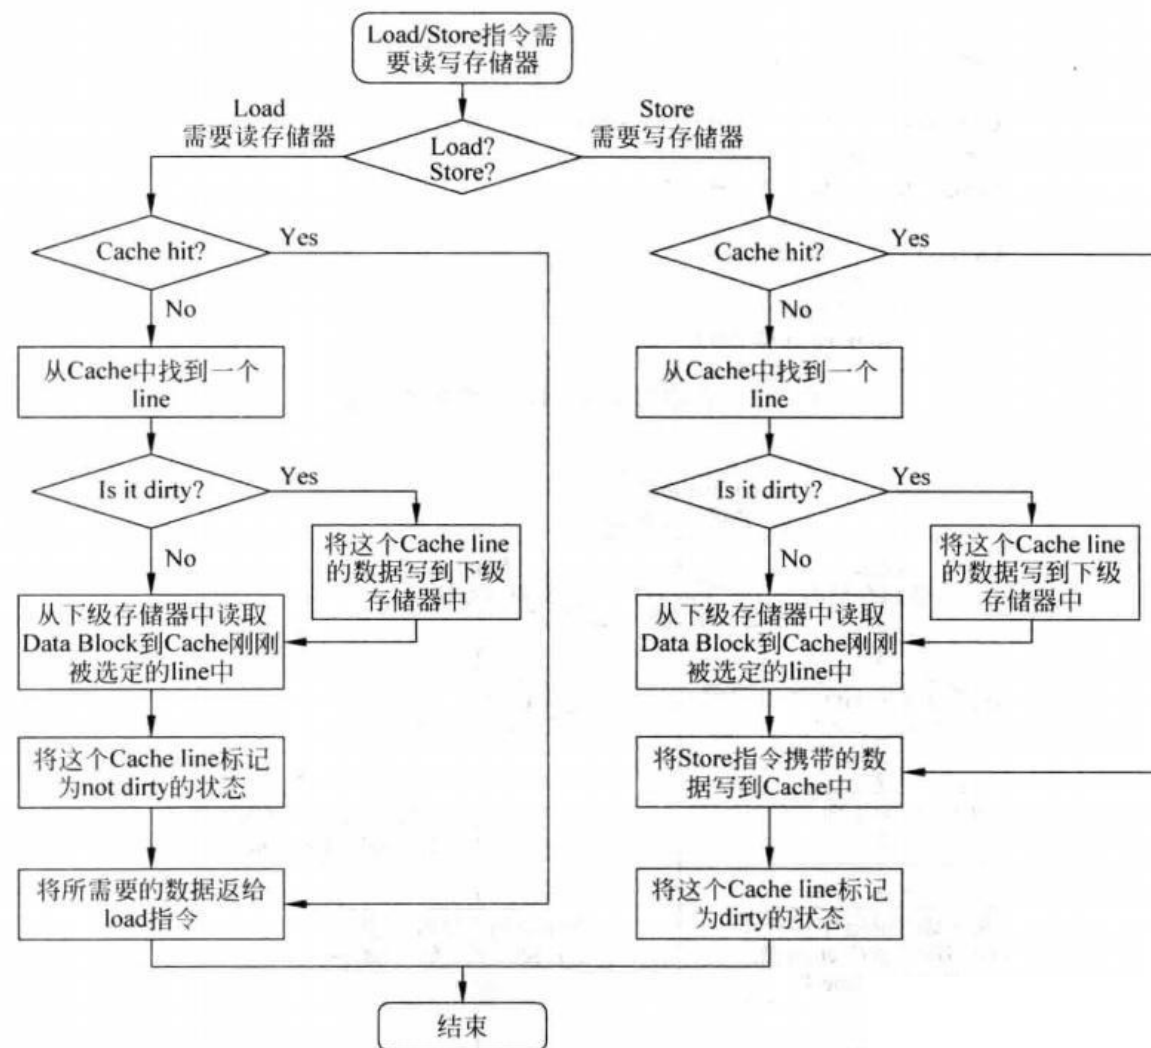 Load/Store指令需
要读写存储器
Load
需要读存储器
Store
需要写存储器
Load?
Store?
Cache hit?
Yes
No
从Cache中找到一个
line
Is it dirty?
Yes
将这个Cache line
的数据写到下级
存储器中
No
从下级存储器中读取
Data Block到Cache刚刚
被选定的line中
将这个Cache line标记
为not dirty的状态
将所需要的数据返给
load指令
Cache hit?
Yes
No
从Cache中找到一个
line
Is it dirty?
Yes
将这个Cache line
的数据写到下级
存储器中
No
从下级存储器中读取
Data Block到Cache刚刚
被选定的line中
将Store指令携带的数
据写到Cache中
将这个Cache line标记
为dirty的状态
结束